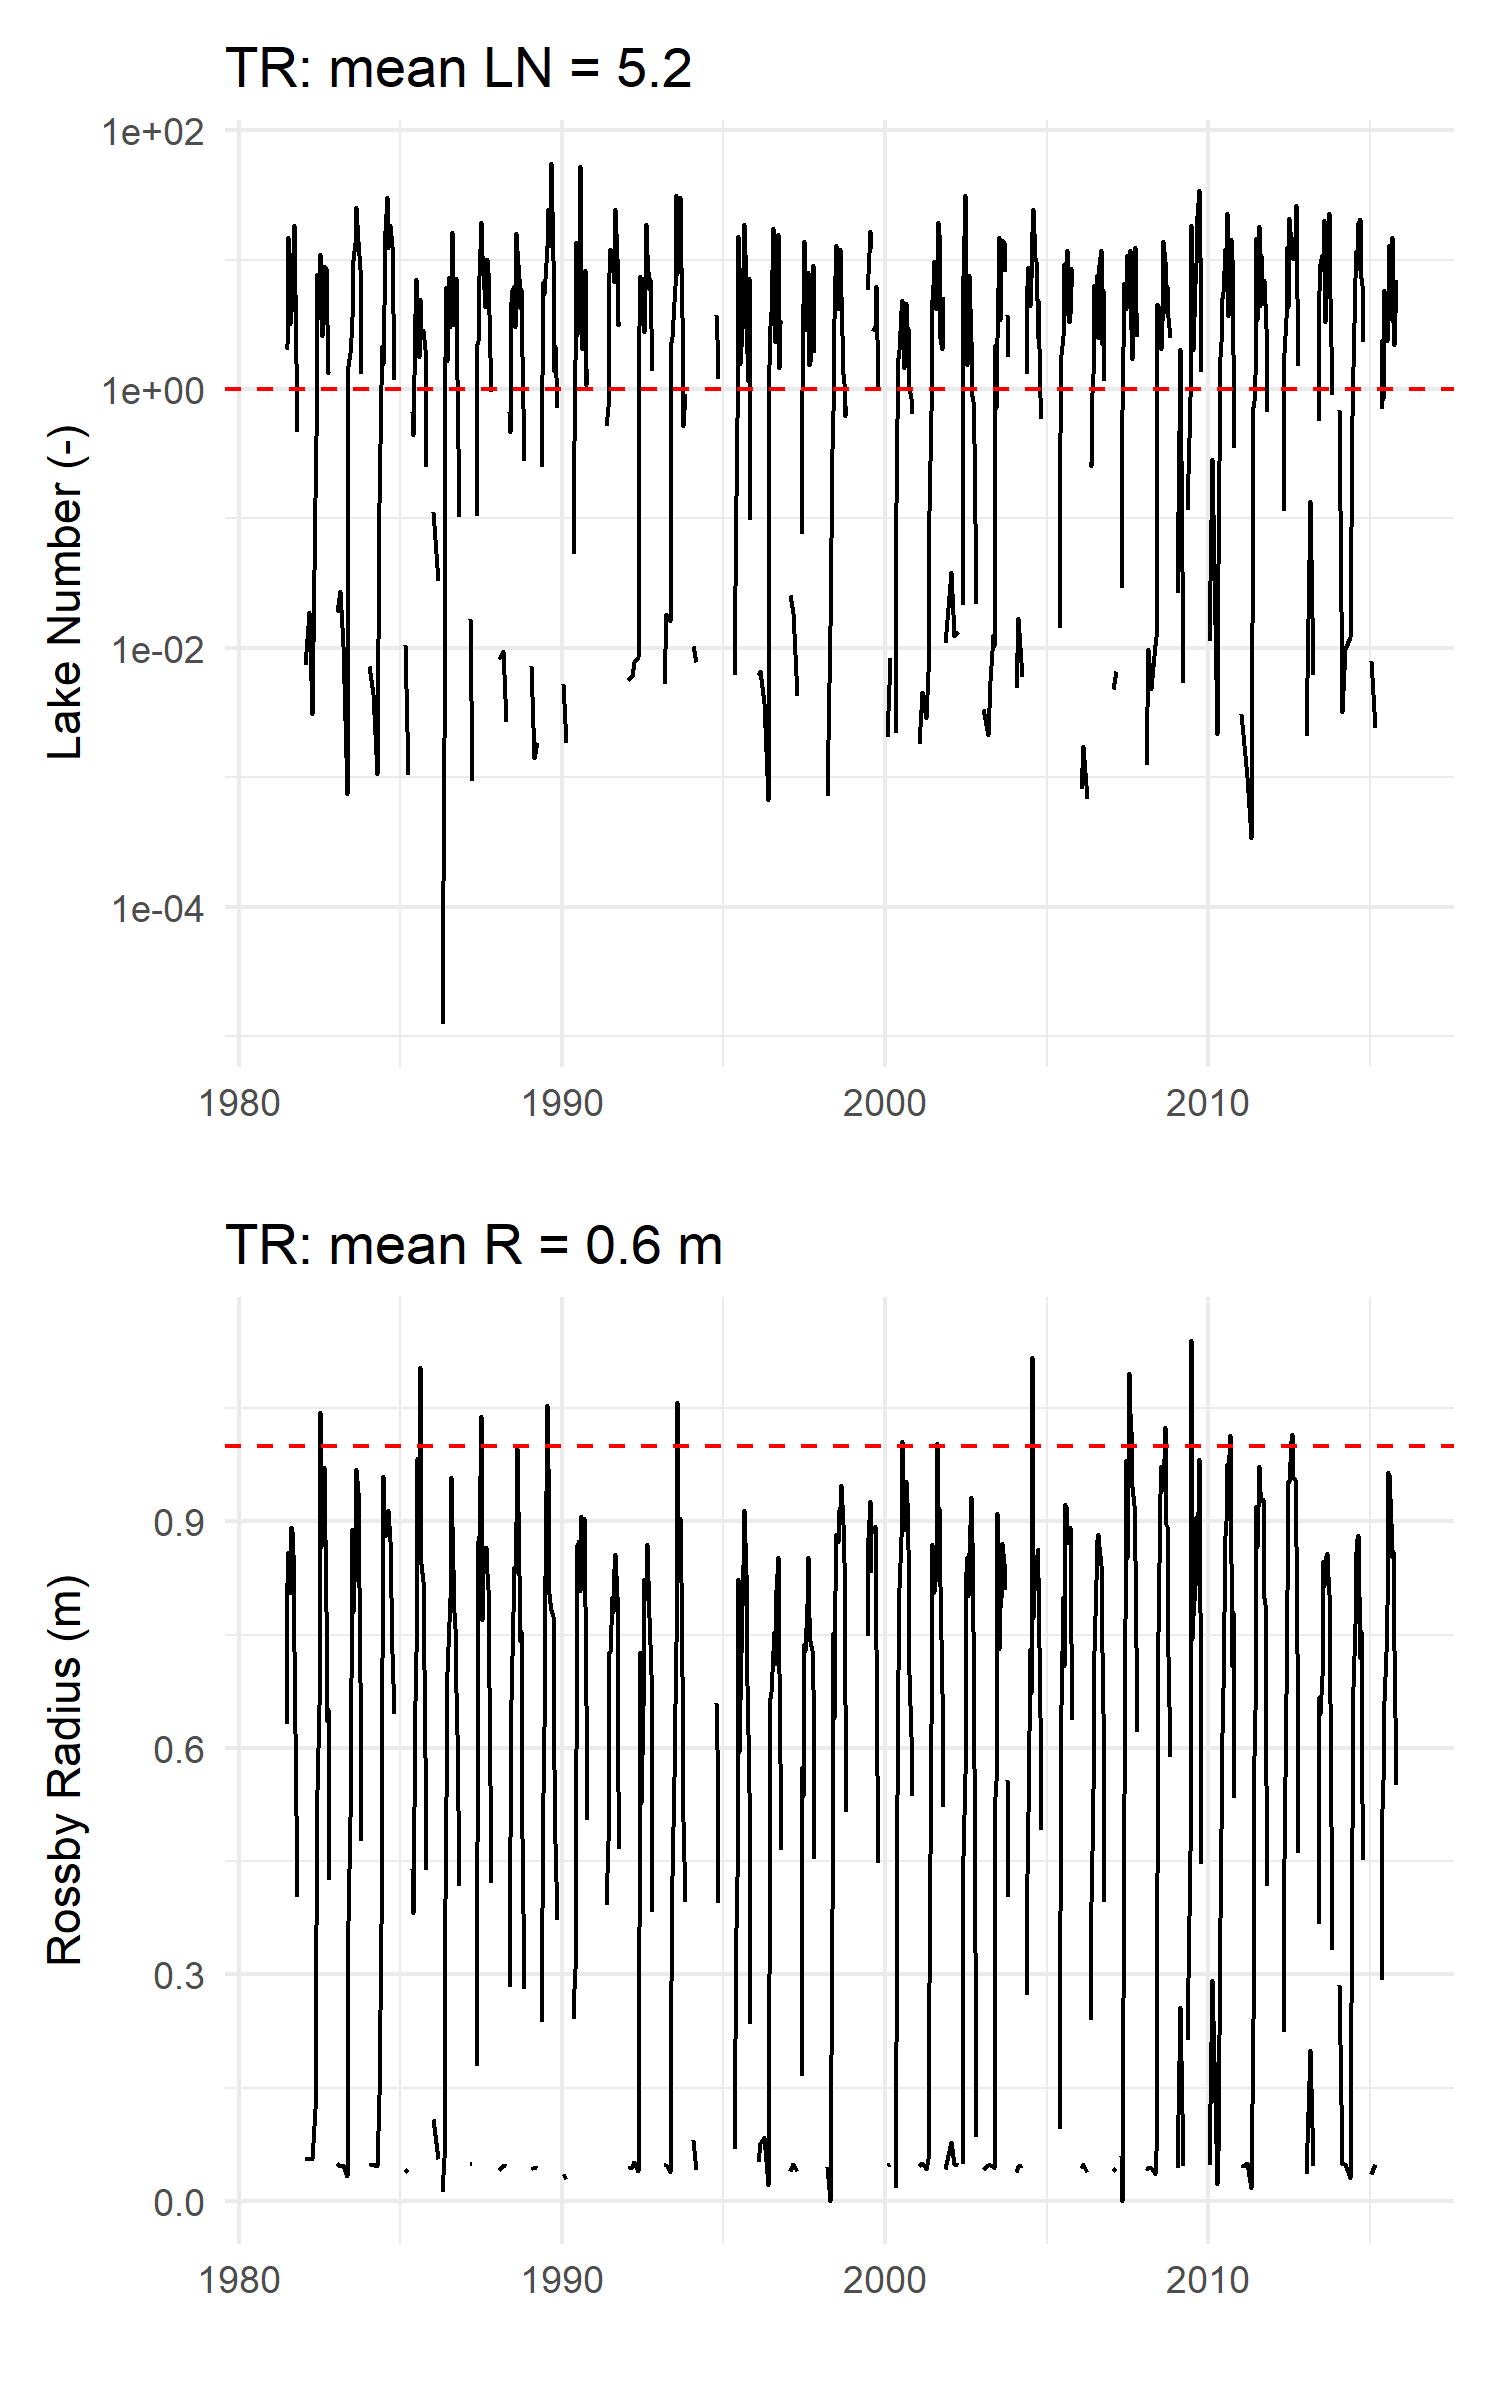 TR: mean LN = 5.2
Lake Number (-)
1e+02
1e+00
1e-02
1e-04
1980 1990 2000 2010
TR: mean R = 0.6 m
Rossby Radius (m)
0.9
0.6
0.3
0.0
1980 1990 2000 2010